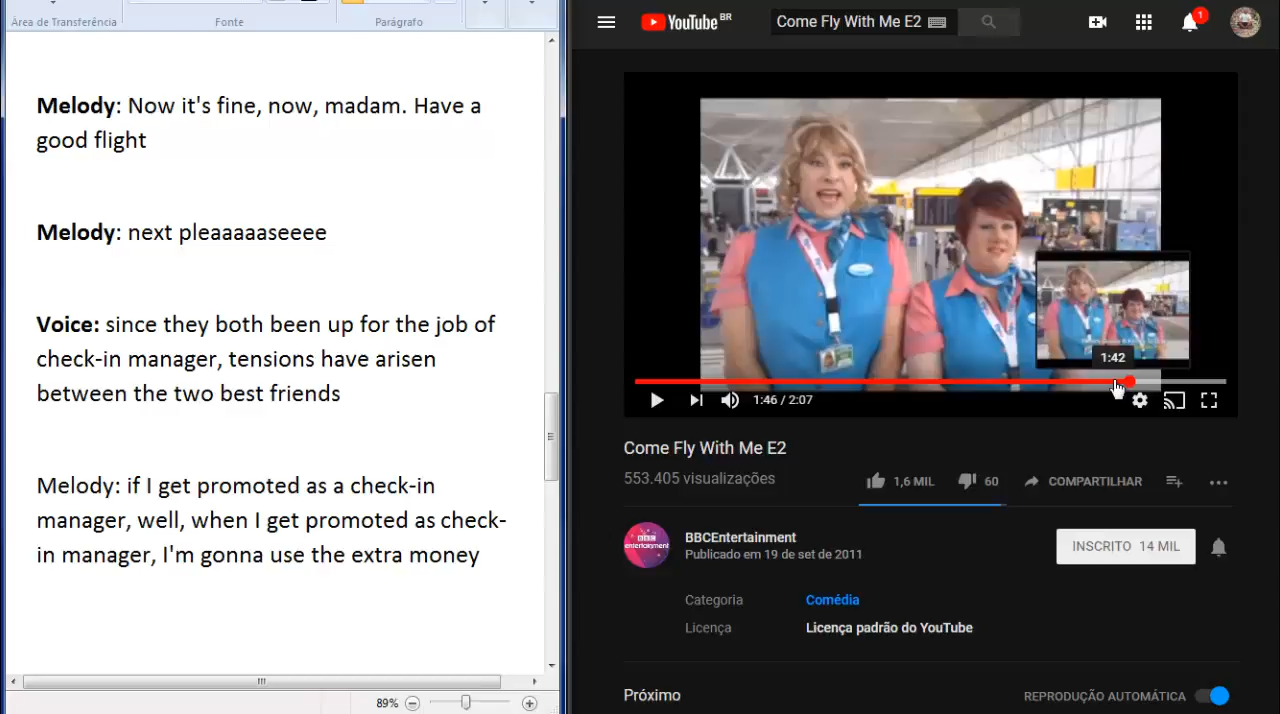 Área de Transferência
Fonte
Parágrafo
Melody: Now it's fine, now, madam. Have a
good flight
Melody: next pleaaaaaseeee
Voice: since they both been up for the job of
check-in manager, tensions have arisen
between the two best friends
Melody: if I get promoted as a check-in
manager, well, when I get promoted as check-
in manager, I'm gonna use the extra money
89%
YouTube BR
Come Fly With Me E2
1
1:42
1:46 / 2:07
Come Fly With Me E2
553.405 visualizações
1,6 MIL
60
COMPARTILHAR
BBC
entertainment
BBCEntertainment
Publicado em 19 de set de 2011
INSCRITO 14 MIL
Categoria
Comédia
Licença
Licença padrão do YouTube
Próximo
REPRODUÇÃO AUTOMÁTICA